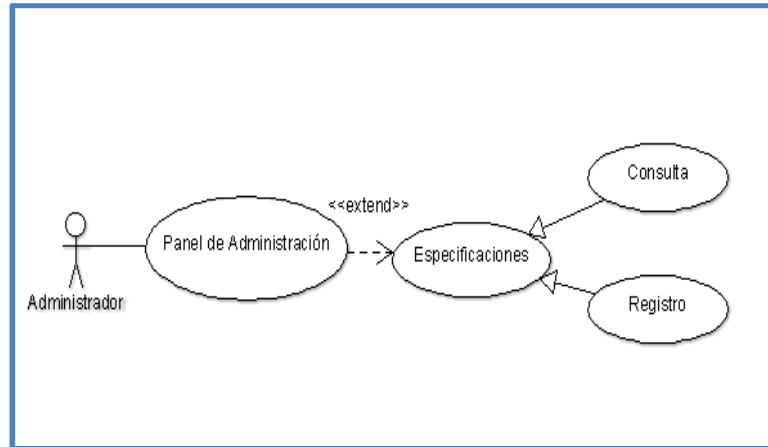 Consulta
<<extend>>
Panel de Administración
Especificaciones
Registro
Administrador